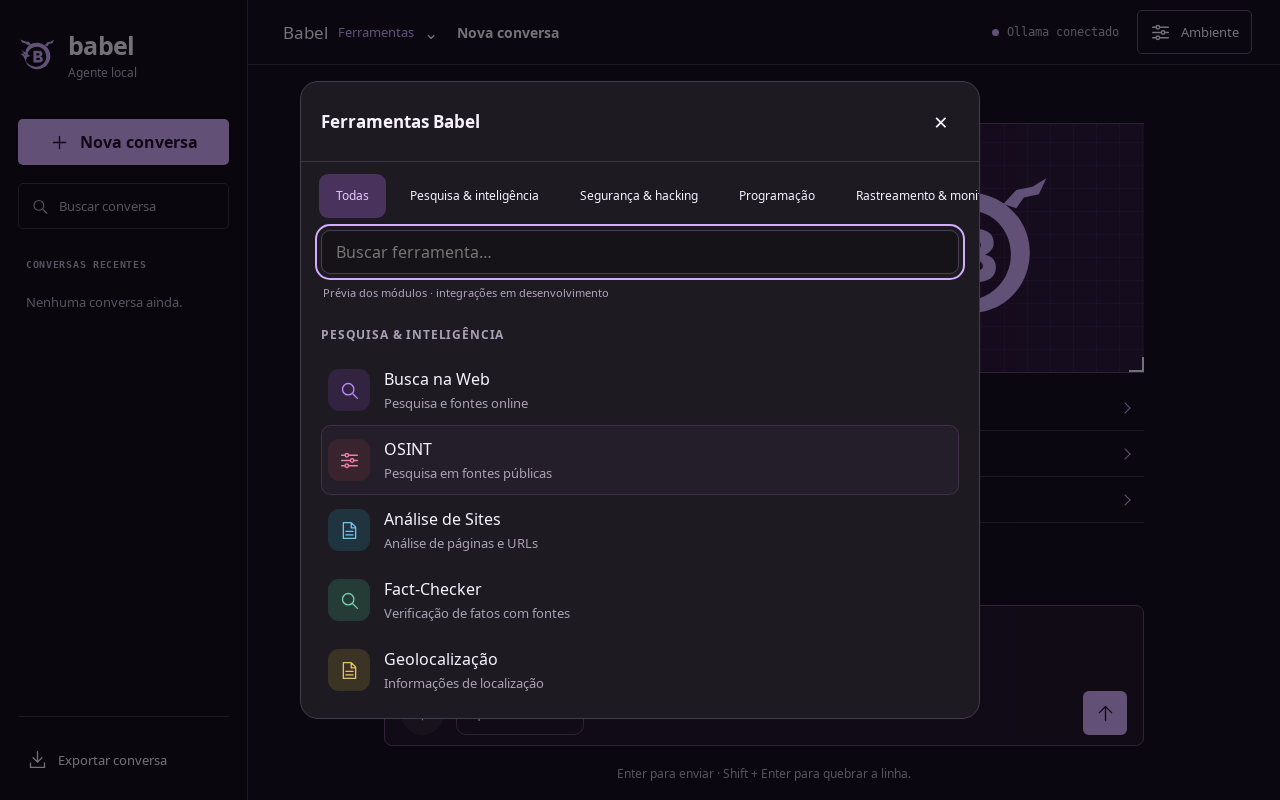 babel
Agente local
Nova conversa
Buscar conversa
CONVERSAS RECENTES
Nenhuma conversa ainda.
Exportar conversa
Babel Ferramentas Nova conversa
Ollama conectado
Ambiente
Ferramentas Babel
Todas Pesquisa & inteligência Segurança & hacking Programação Rastreamento & moni
Buscar ferramenta...
Prévia dos módulos · integrações em desenvolvimento
PESQUISA & INTELIGÊNCIA
Busca na Web
Pesquisa e fontes online
OSINT
Pesquisa em fontes públicas
Análise de Sites
Análise de páginas e URLs
Fact-Checker
Verificação de fatos com fontes
Geolocalização
Informações de localização
Enter para enviar · Shift + Enter para quebrar a linha.